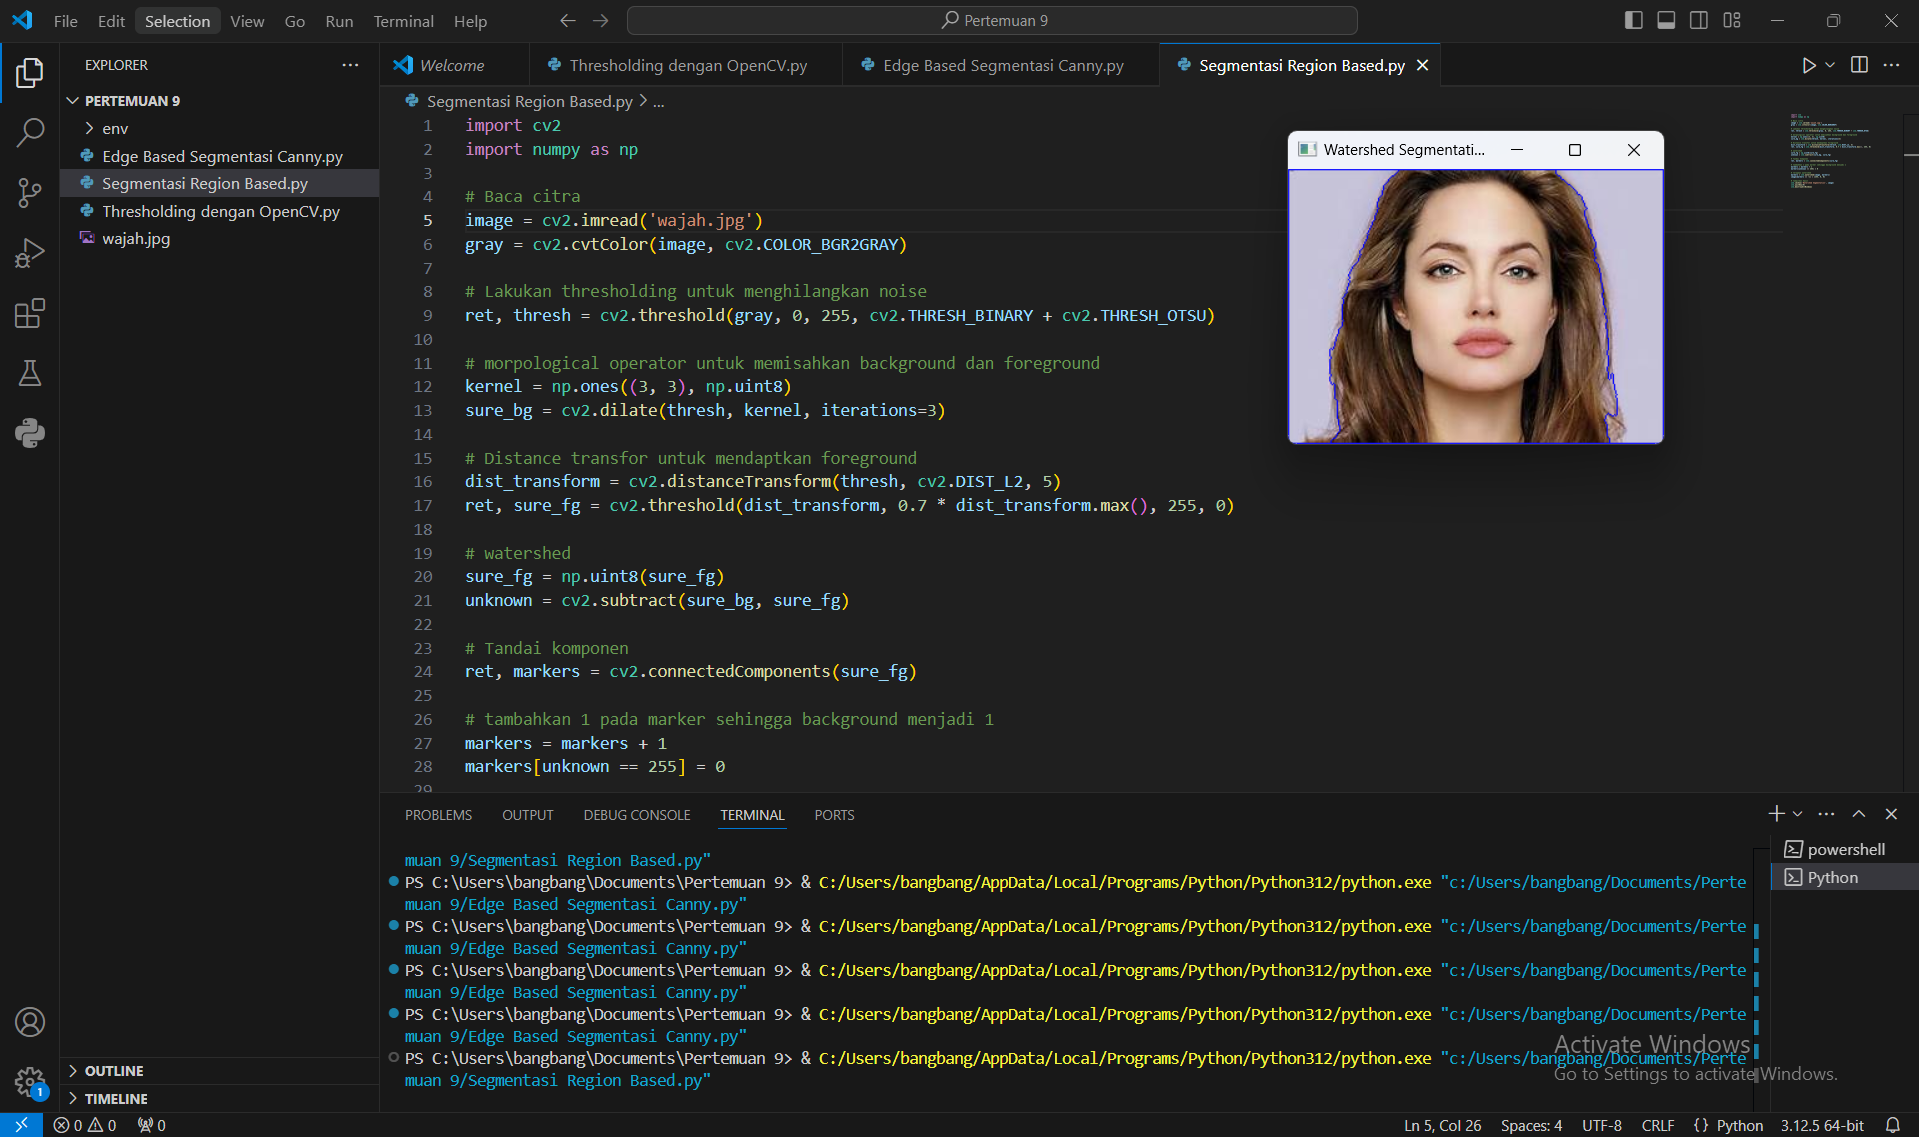 File Edit Selection View Go Run Terminal Help
Pertemuan 9
EXPLORER
PERTEMUAN 9
env
Edge Based Segmentasi Canny.py
Segmentasi Region Based.py
Thresholding dengan OpenCV.py
wajah.jpg
OUTLINE
TIMELINE
Welcome
Thresholding dengan OpenCV.py
Edge Based Segmentasi Canny.py
Segmentasi Region Based.py
Segmentasi Region Based.py > ...
1 import cv2
2 import numpy as np
3
4 # Baca citra
5 image = cv2.imread('wajah.jpg')
6 gray = cv2.cvtColor(image, cv2.COLOR_BGR2GRAY)
7
8 # Lakukan thresholding untuk menghilangkan noise
9 ret, thresh = cv2.threshold(gray, 0, 255, cv2.THRESH_BINARY + cv2.THRESH_OTSU)
10
11 # morpological operator untuk memisahkan background dan foreground
12 kernel = np.ones((3, 3), np.uint8)
13 sure_bg = cv2.dilate(thresh, kernel, iterations=3)
14
15 # Distance transfor untuk mendaptkan foreground
16 dist_transform = cv2.distanceTransform(thresh, cv2.DIST_L2, 5)
17 ret, sure_fg = cv2.threshold(dist_transform, 0.7 * dist_transform.max(), 255, 0)
18
19 # watershed
20 sure_fg = np.uint8(sure_fg)
21 unknown = cv2.subtract(sure_bg, sure_fg)
22
23 # Tandai komponen
24 ret, markers = cv2.connectedComponents(sure_fg)
25
26 # tambahkan 1 pada marker sehingga background menjadi 1
27 markers = markers + 1
28 markers[unknown == 255] = 0
29
Watershed Segmentati...
PROBLEMS OUTPUT DEBUG CONSOLE TERMINAL PORTS
muan 9/Segmentasi Region Based.py"
PS C:\Users\bangbang\Documents\Pertemuan 9> & C:/Users/bangbang/AppData/Local/Programs/Python/Python312/python.exe "c:/Users/bangbang/Documents/Perte
muan 9/Edge Based Segmentasi Canny.py"
PS C:\Users\bangbang\Documents\Pertemuan 9> & C:/Users/bangbang/AppData/Local/Programs/Python/Python312/python.exe "c:/Users/bangbang/Documents/Perte
muan 9/Edge Based Segmentasi Canny.py"
PS C:\Users\bangbang\Documents\Pertemuan 9> & C:/Users/bangbang/AppData/Local/Programs/Python/Python312/python.exe "c:/Users/bangbang/Documents/Perte
muan 9/Edge Based Segmentasi Canny.py"
PS C:\Users\bangbang\Documents\Pertemuan 9> & C:/Users/bangbang/AppData/Local/Programs/Python/Python312/python.exe "c:/Users/bangbang/Documents/Perte
muan 9/Edge Based Segmentasi Canny.py"
PS C:\Users\bangbang\Documents\Pertemuan 9> & C:/Users/bangbang/AppData/Local/Programs/Python/Python312/python.exe "c:/Users/bangbang/Documents/Perte
muan 9/Segmentasi Region Based.py"
powershell
Python
Activate Windows
Go to Settings to activate Windows.
1
0 0 0
Ln 5, Col 26 Spaces: 4 UTF-8 CRLF {} Python 3.12.5 64-bit